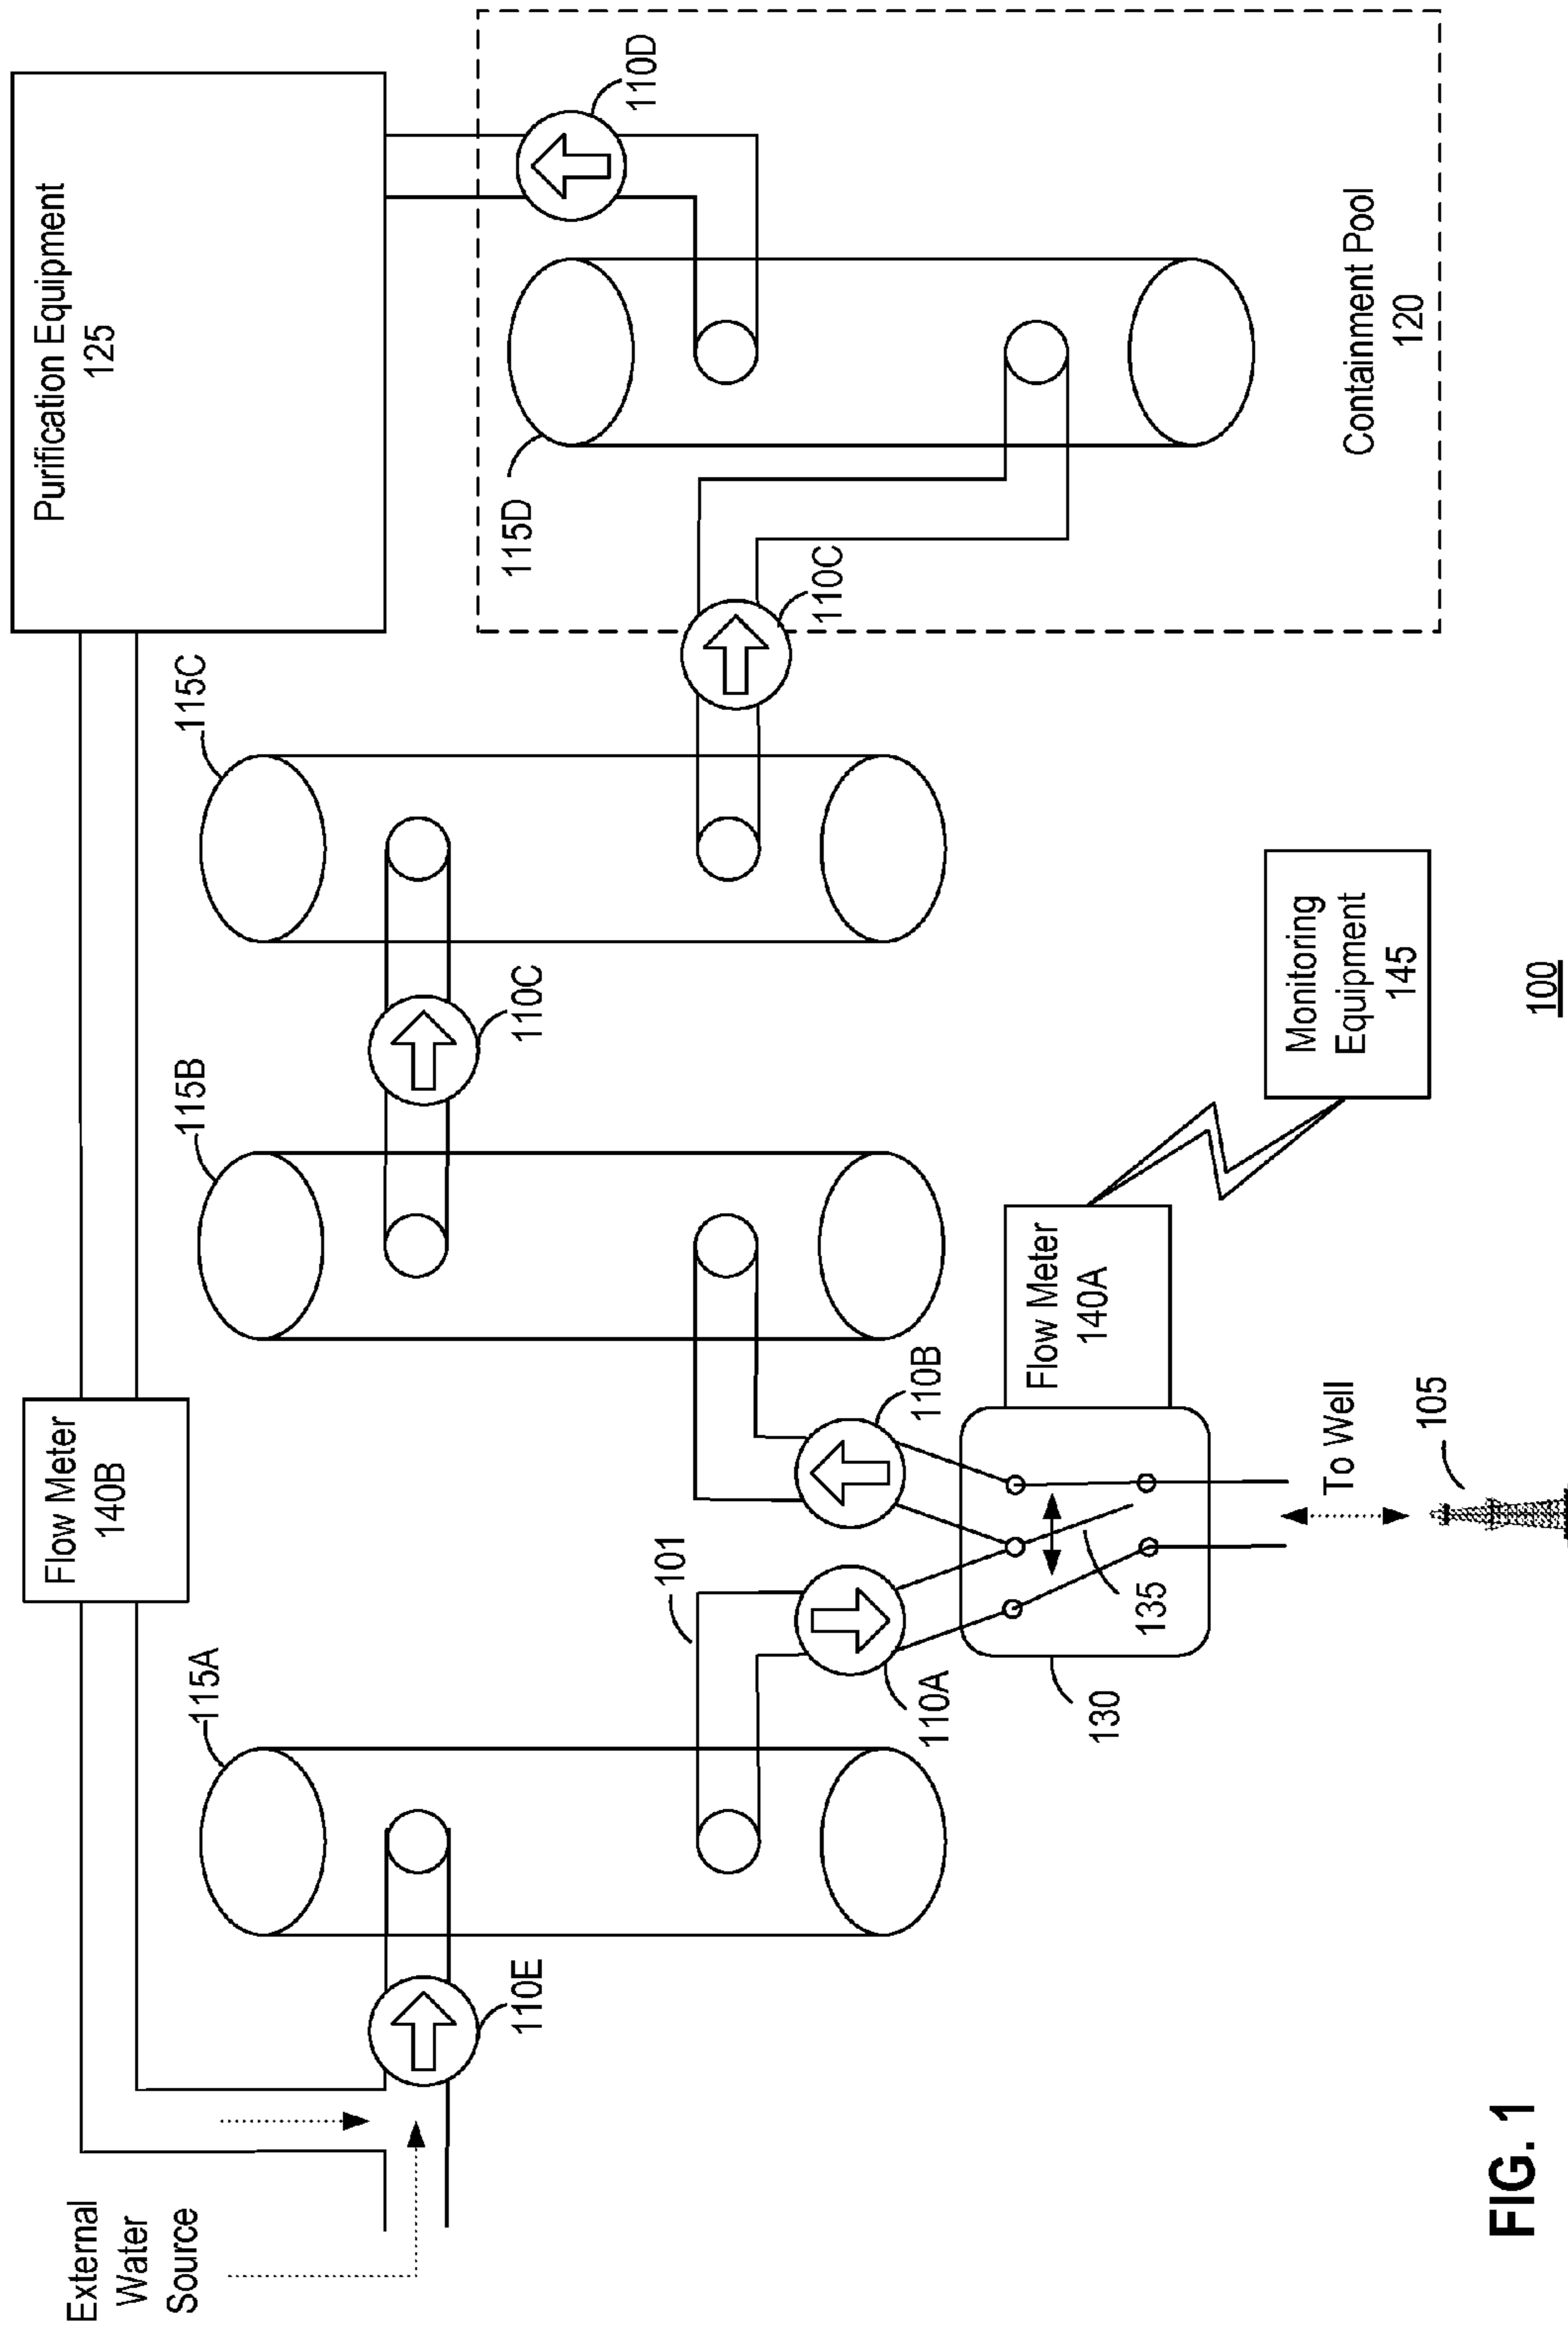 External
Water
Source
Flow Meter
140B
Purification Equipment
125
110E
115A
101
110A
115B
110B
110C
115C
110C
115D
110D
Containment Pool
120
130
135
Flow Meter
140A
Monitoring
Equipment
145
To Well
105
100
FIG. 1